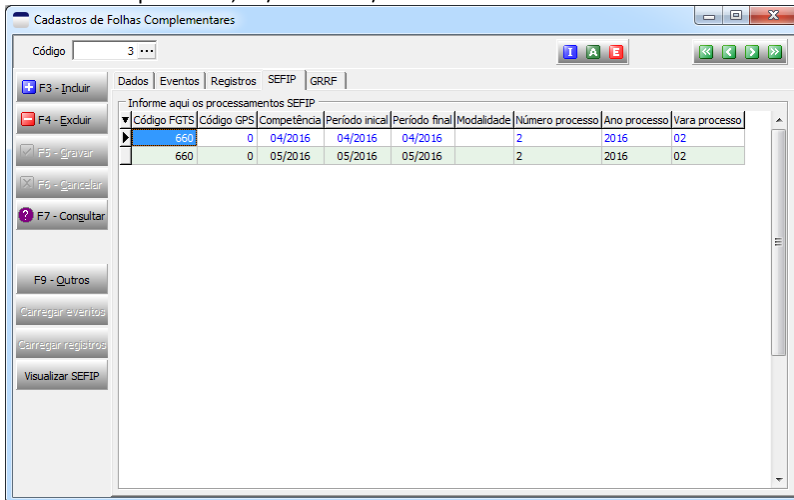 Cadastros de Folhas Complementares
Código 3 ...
I A E
F3 - Incluir
F4 - Excluir
F5 - Gravar
F6 - Cancelar
F7 - Consultar
F9 - Outros
Carregar eventos
Carregar registros
Visualizar SEFIP
Dados Eventos Registros SEFIP GRRF
Informe aqui os processamentos SEFIP
Código FGTS Código GPS Competência Período inical Período final Modalidade Número processo Ano processo Vara processo
660 0 04/2016 04/2016 04/2016 2 2016 02
660 0 05/2016 05/2016 05/2016 2 2016 02